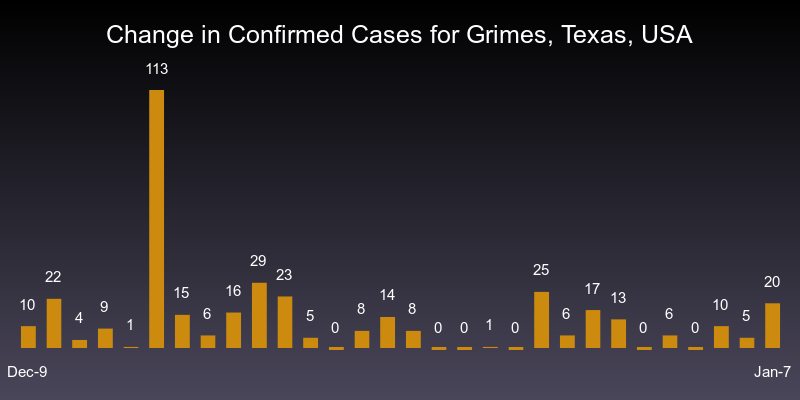 Change in Confirmed Cases for Grimes, Texas, USA
10 22 4 9 1 113 15 6 16 29 23 5 0 8 14 8 0 0 1 0 25 6 17 13 0 6 0 10 5 20
Dec-9 Jan-7